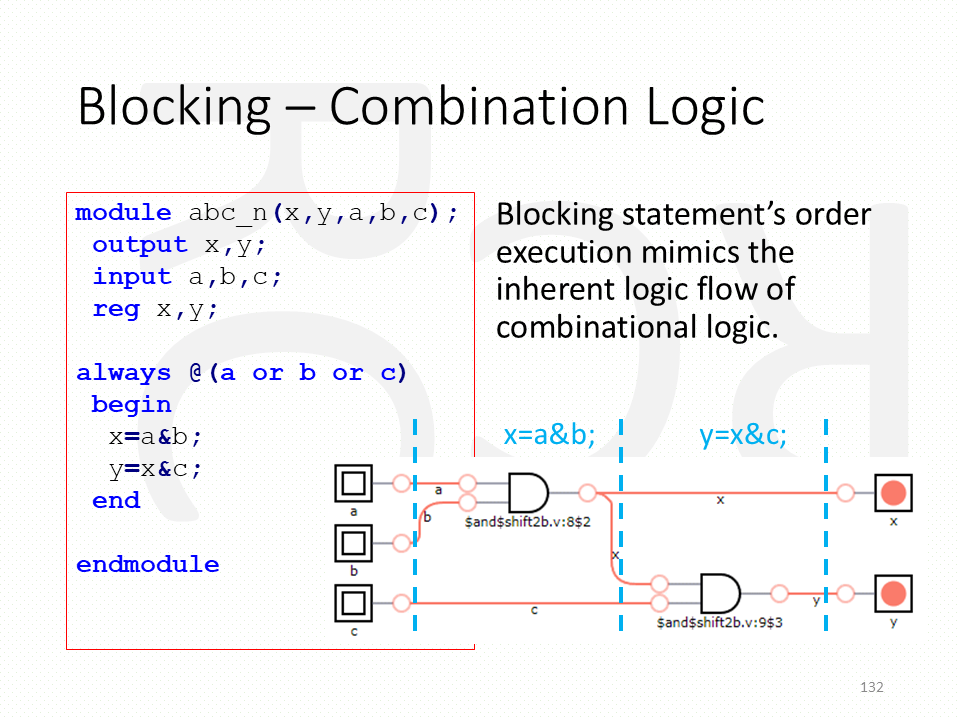 Blocking – Combination Logic
module abc_n(x,y,a,b,c);
output x,y;
input a,b,c;
reg x,y;
always @(a or b or c)
begin
x=a&b;
y=x&c;
end
endmodule
Blocking statement’s order
execution mimics the
inherent logic flow of
combinational logic.
x=a&b;
y=x&c;
a
a
b
$and$shift2b.v:8$2
x
x
b
x
c
c
$and$shift2b.v:9$3
y
y
132